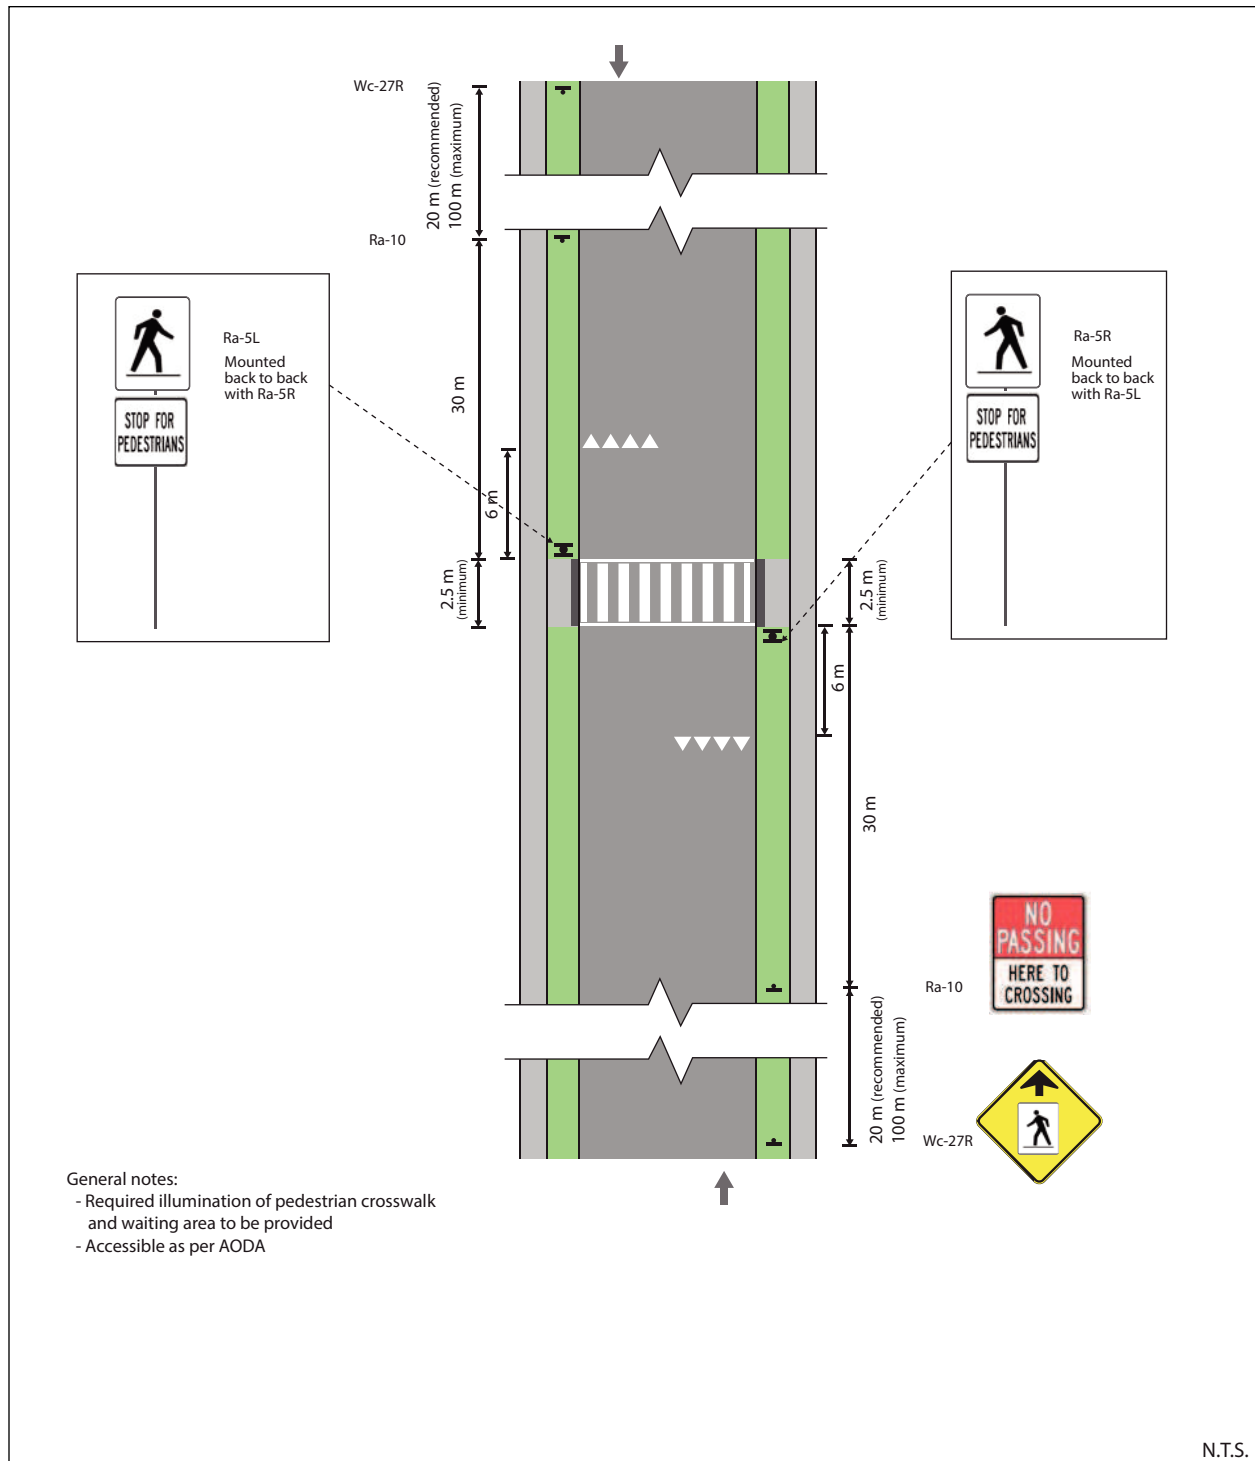 Wc-27R
20 m (recommended)
100 m (maximum)
Ra-10
30 m
6 m
2.5 m
(minimum)
STOP FOR
PEDESTRIANS
Ra-5L
Mounted
back to back
with Ra-5R
STOP FOR
PEDESTRIANS
Ra-5R
Mounted
back to back
with Ra-5L
2.5 m
(minimum)
6 m
30 m
Ra-10
NO
PASSING
HERE TO
CROSSING
20 m (recommended)
100 m (maximum)
Wc-27R
General notes:
- Required illumination of pedestrian crosswalk
and waiting area to be provided
- Accessible as per AODA
N.T.S.